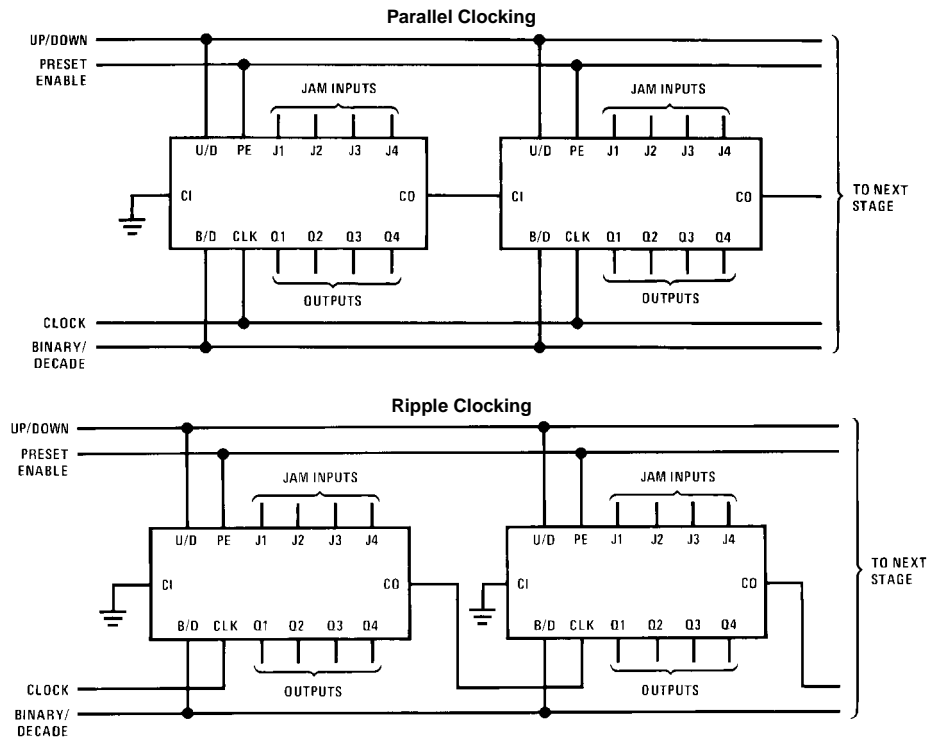 Parallel Clocking
UP/DOWN
PRESET
ENABLE
JAM INPUTS
JAM INPUTS
U/D PE J1 J2 J3 J4
U/D PE J1 J2 J3 J4
CI
CO
CI
CO
TO NEXT
STAGE
B/D CLK Q1 Q2 Q3 Q4
B/D CLK Q1 Q2 Q3 Q4
OUTPUTS
OUTPUTS
CLOCK
BINARY/
DECADE
Ripple Clocking
UP/DOWN
PRESET
ENABLE
JAM INPUTS
JAM INPUTS
U/D PE J1 J2 J3 J4
U/D PE J1 J2 J3 J4
CI
CO
CI
CO
TO NEXT
STAGE
B/D CLK Q1 Q2 Q3 Q4
B/D CLK Q1 Q2 Q3 Q4
OUTPUTS
OUTPUTS
CLOCK
BINARY/
DECADE